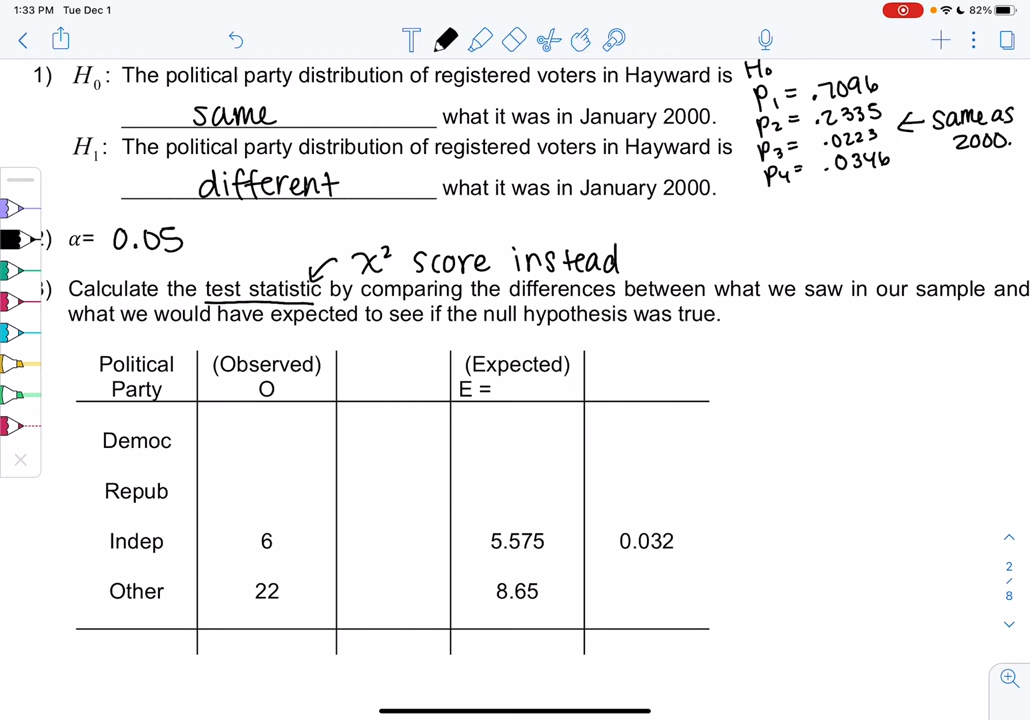 1:33 PM Tue Dec 1
82%
1) H₀: The political party distribution of registered voters in Hayward is
same what it was in January 2000.
H₁: The political party distribution of registered voters in Hayward is
different what it was in January 2000.
H₀
P₁ = .7096
P₂ = .2335
P₃ = .0223
P₄ = .0346
← same as
2000.
2) α= 0.05
x² score instead
3) Calculate the test statistic by comparing the differences between what we saw in our sample and
what we would have expected to see if the null hypothesis was true.
Political (Observed) (Expected)
Party O E =
Democ
Repub
Indep 6 5.575 0.032
Other 22 8.65
2
/
8